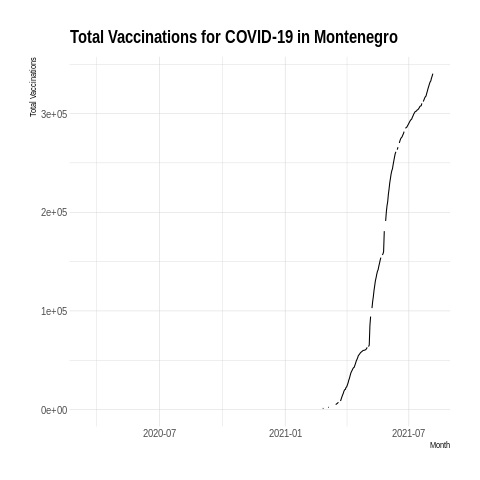 Total Vaccinations for COVID-19 in Montenegro
Total Vaccinations
3e+05
2e+05
1e+05
0e+00
2020-07 2021-01 2021-07
Month